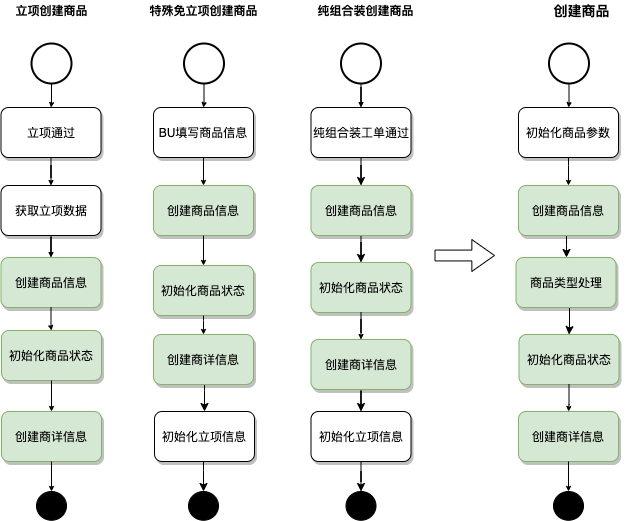 立项创建商品
立项通过
获取立项数据
创建商品信息
初始化商品状态
创建商详信息
特殊免立项创建商品
BU填写商品信息
创建商品信息
初始化商品状态
创建商详信息
初始化立项信息
纯组合装创建商品
纯组合装工单通过
创建商品信息
初始化商品状态
创建商详信息
初始化立项信息
创建商品
初始化商品参数
创建商品信息
商品类型处理
初始化商品状态
创建商详信息